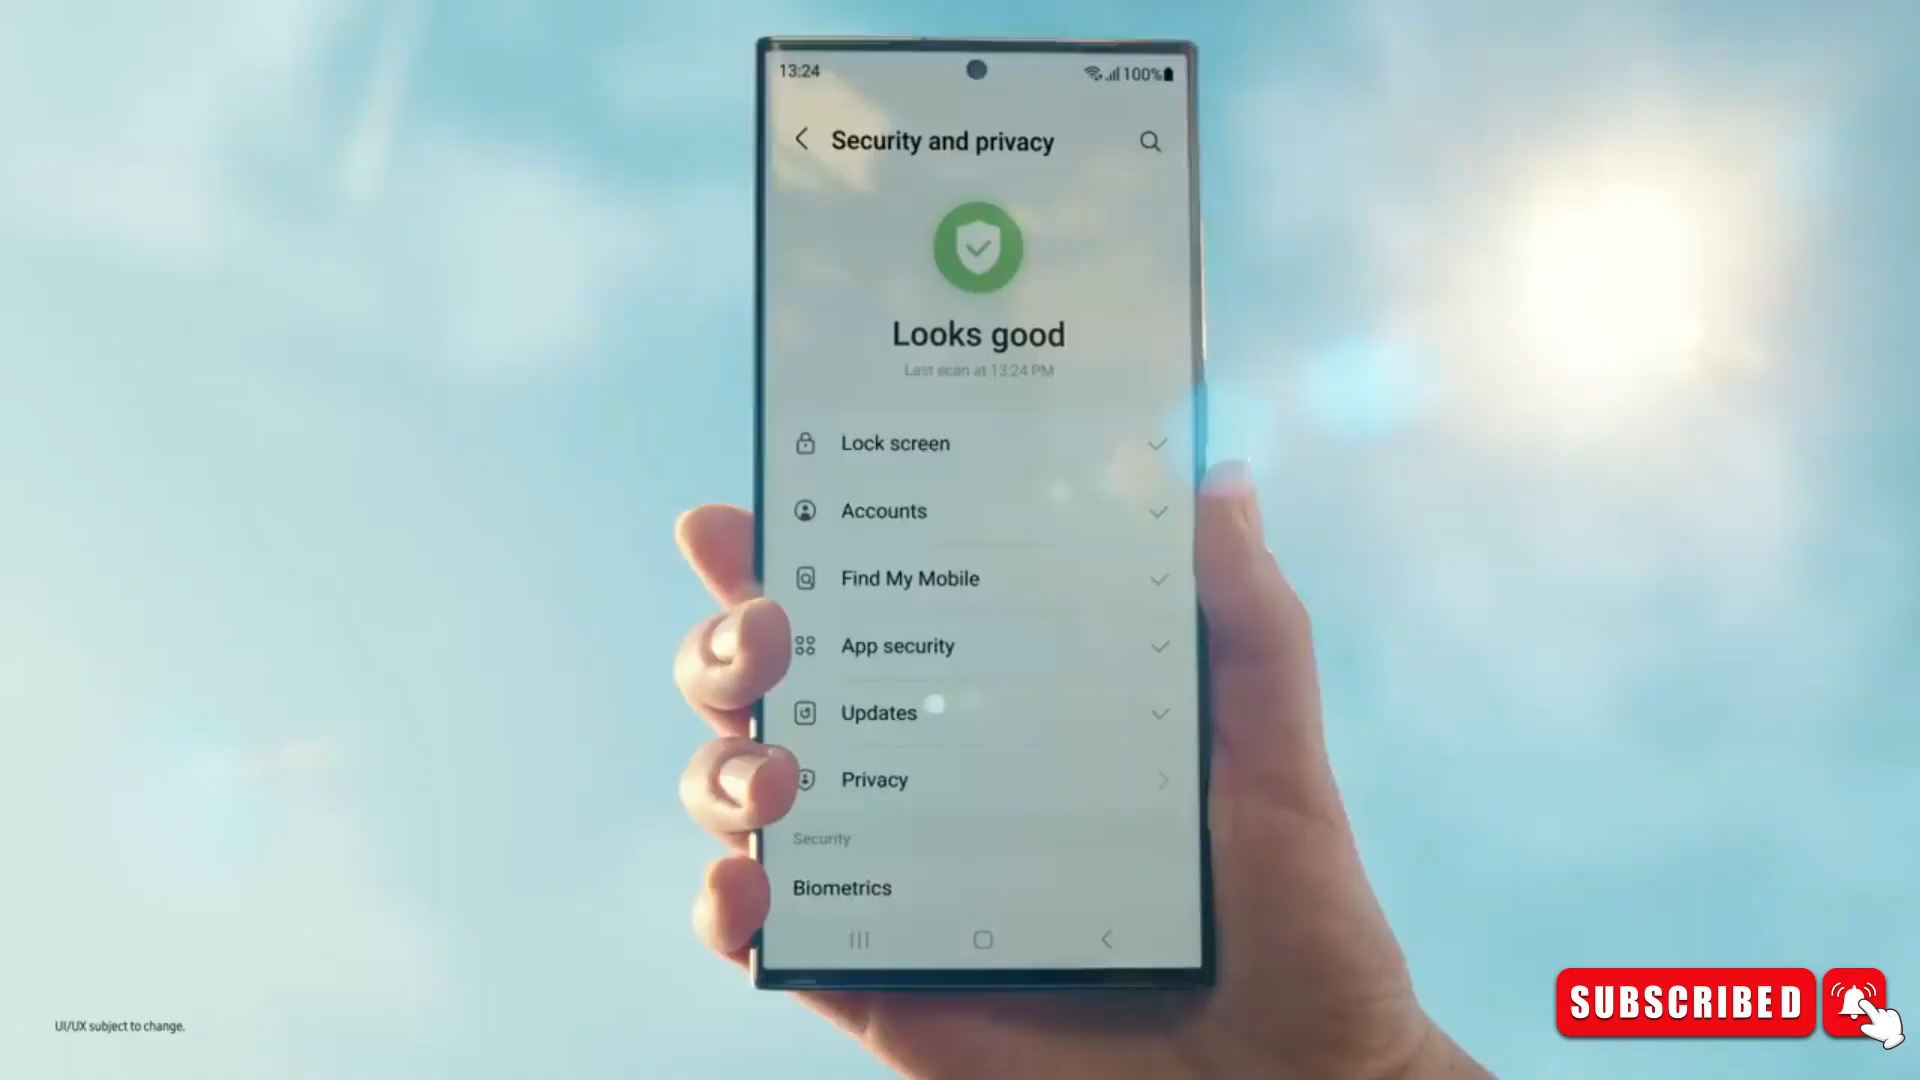 13:24
100%
Security and privacy
Looks good
Last scan at 13:24 PM
Lock screen
Accounts
Find My Mobile
App security
Updates
Privacy
Security
Biometrics
UI/UX subject to change.
SUBSCRIBED